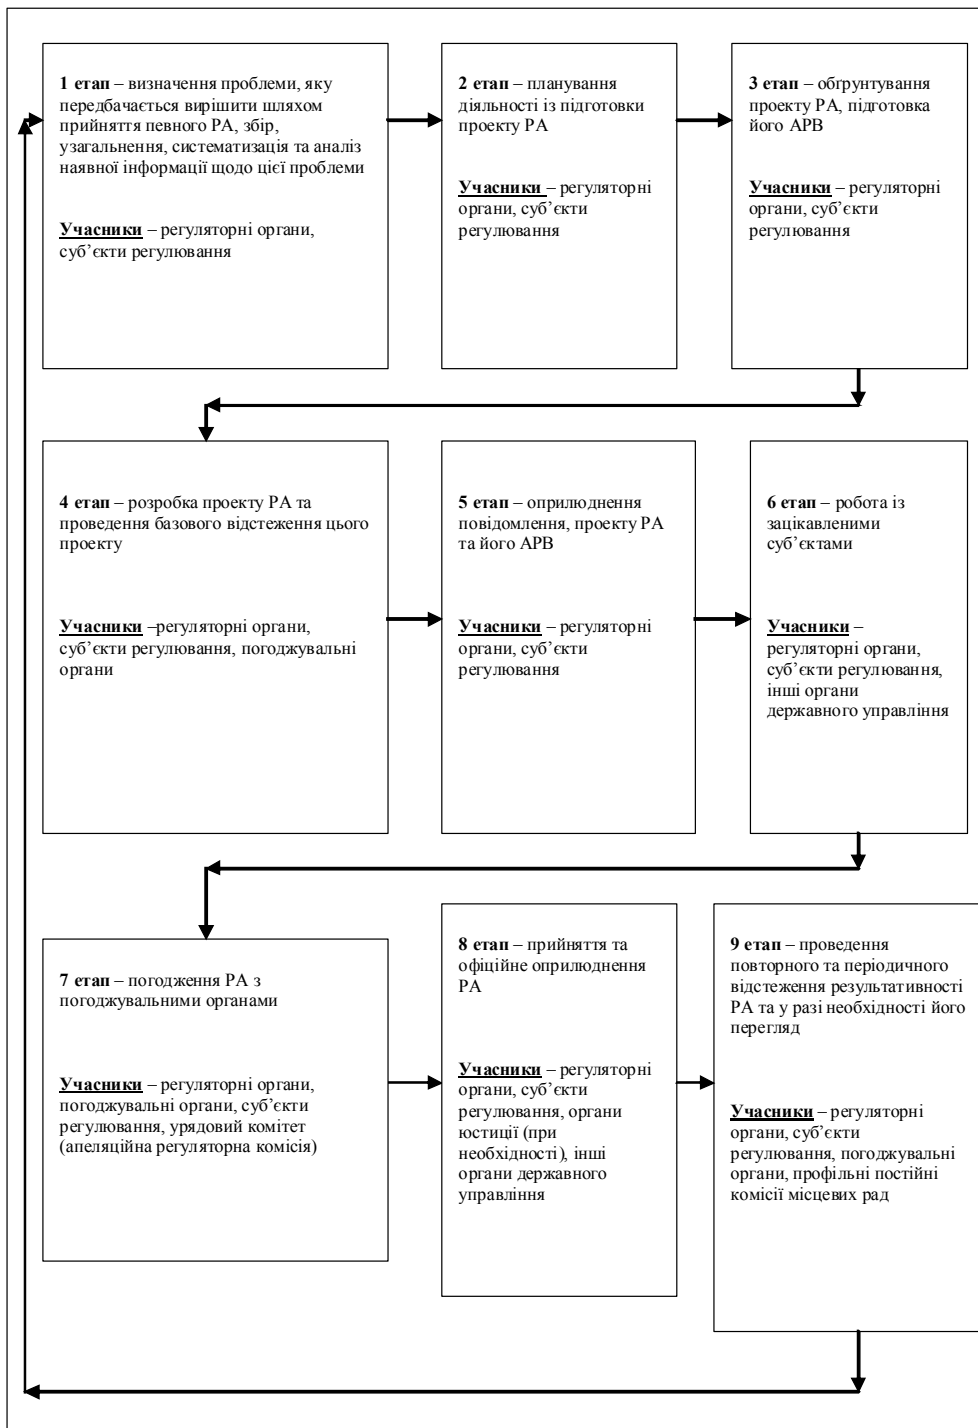 1 етап – визначення проблеми, яку
передбачається вирішити шляхом
прийняття певного РА, збір,
узагальнення, систематизація та аналіз
наявної інформації щодо цієї проблеми
Учасники – регуляторні органи,
суб’єкти регулювання
2 етап – планування
діяльності із підготовки
проекту РА
Учасники – регуляторні
органи, суб’єкти
регулювання
3 етап – обґрунтування
проекту РА, підготовка
його АРВ
Учасники – регуляторні
органи, суб’єкти
регулювання
4 етап – розробка проекту РА та
проведення базового відстеження цього
проекту
Учасники –регуляторні органи,
суб’єкти регулювання, погоджувальні
органи
5 етап – оприлюднення
повідомлення, проекту РА
та його АРВ
Учасники – регуляторні
органи, суб’єкти
регулювання
6 етап – робота із
зацікавленими
суб’єктами
Учасники –
регуляторні органи,
суб’єкти регулювання,
інші органи
державного управління
7 етап – погодження РА з
погоджувальними органами
Учасники – регуляторні органи,
погоджувальні органи, суб’єкти
регулювання, урядовий комітет
(апеляційна регуляторна комісія)
8 етап – прийняття та
офіційне оприлюднення
РА
Учасники – регуляторні
органи, суб’єкти
регулювання, органи
юстиції (при
необхідності), інші
органи державного
управління
9 етап – проведення
повторного та періодичного
відстеження результативності
РА та у разі необхідності його
перегляд
Учасники – регуляторні
органи, суб’єкти
регулювання, погоджувальні
органи, профільні постійні
комісії місцевих рад